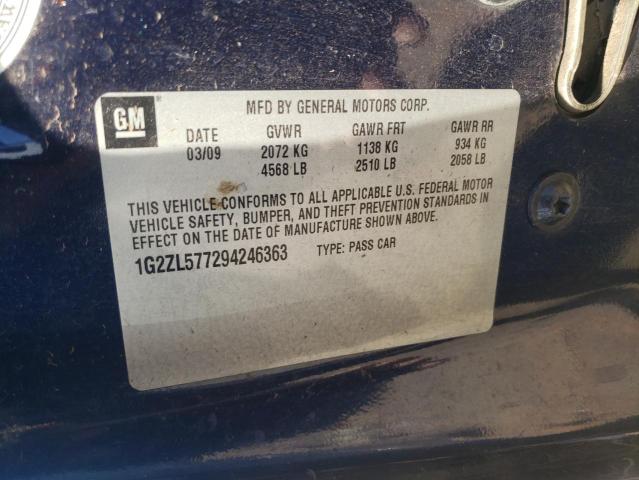 GM
MFD BY GENERAL MOTORS CORP.
DATE GVWR GAWR FRT GAWR RR
03/09 2072 KG 1138 KG 934 KG
4568 LB 2510 LB 2058 LB
THIS VEHICLE CONFORMS TO ALL APPLICABLE U.S. FEDERAL MOTOR
VEHICLE SAFETY, BUMPER, AND THEFT PREVENTION STANDARDS IN
EFFECT ON THE DATE OF MANUFACTURE SHOWN ABOVE.
1G2ZL577294246363 TYPE: PASS CAR